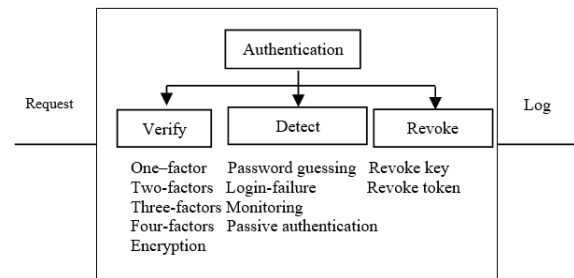 Authentication
Request
Log
Verify
Detect
Revoke
One–factor
Two-factors
Three-factors
Four-factors
Encryption
Password guessing
Login-failure
Monitoring
Passive authentication
Revoke key
Revoke token